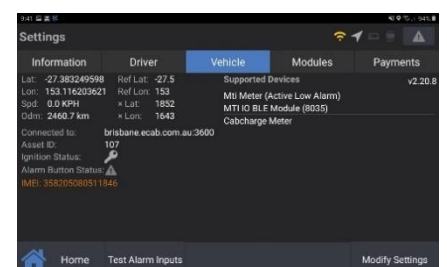 9:41
94%
Settings
Information Driver Vehicle Modules Payments
Lat: -27.383249598 Ref Lat: -27.5 Supported Devices v2.20.8
Lon: 153.116203621 Ref Lon: 153 Mti Meter (Active Low Alarm)
Spd: 0.0 KPH × Lat: 1852 MTI IO BLE Module (8035)
Odm: 2460.7 km × Lon: 1643 Cabcharge Meter
Connected to: brisbane.ecab.com.au:3600
Asset ID: 107
Ignition Status:
Alarm Button Status:
IMEI: 358205080511846
Home Test Alarm Inputs Modify Settings